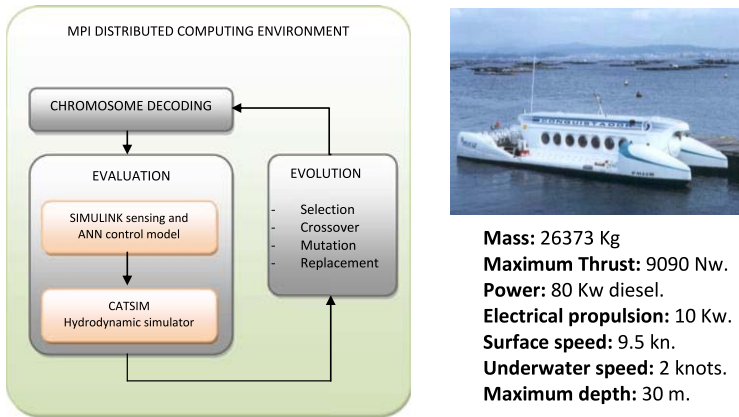 MPI DISTRIBUTED COMPUTING ENVIRONMENT
CHROMOSOME DECODING
EVALUATION
SIMULINK sensing and
ANN control model
CATSIM
Hydrodynamic simulator
EVOLUTION
- Selection
- Crossover
- Mutation
- Replacement
CONQUISTADOR
Mass: 26373 Kg
Maximum Thrust: 9090 Nw.
Power: 80 Kw diesel.
Electrical propulsion: 10 Kw.
Surface speed: 9.5 kn.
Underwater speed: 2 knots.
Maximum depth: 30 m.